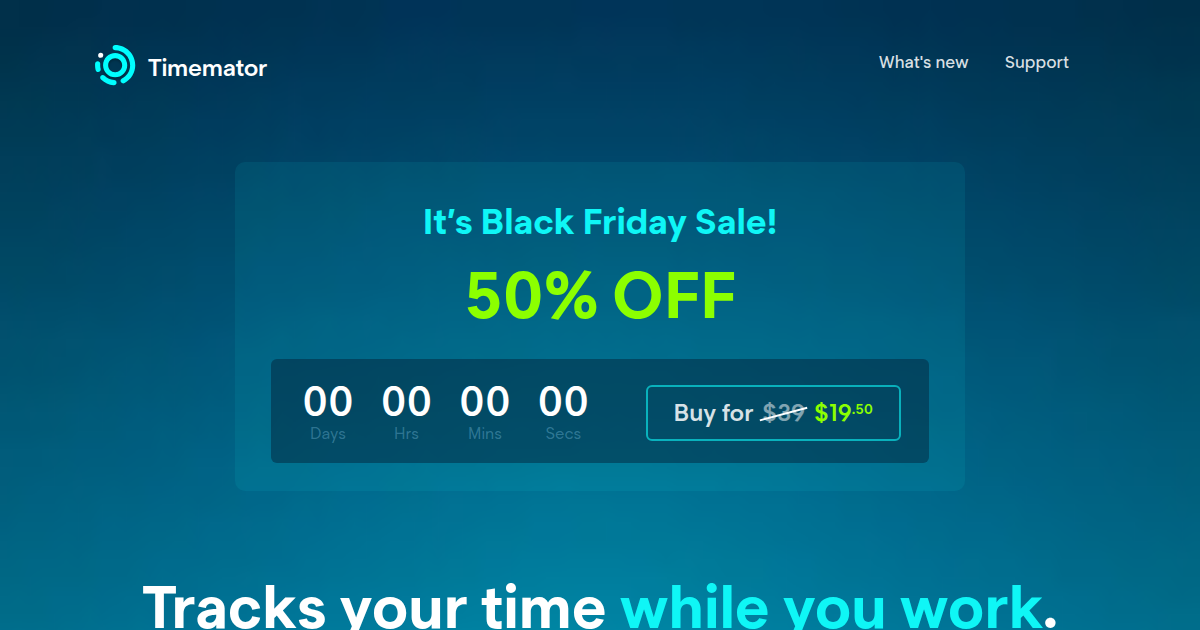 Timemator
What's new Support
It's Black Friday Sale!
50% OFF
00 00 00 00
Days Hrs Mins Secs
Buy for $39 $19.50
Tracks your time while you work.